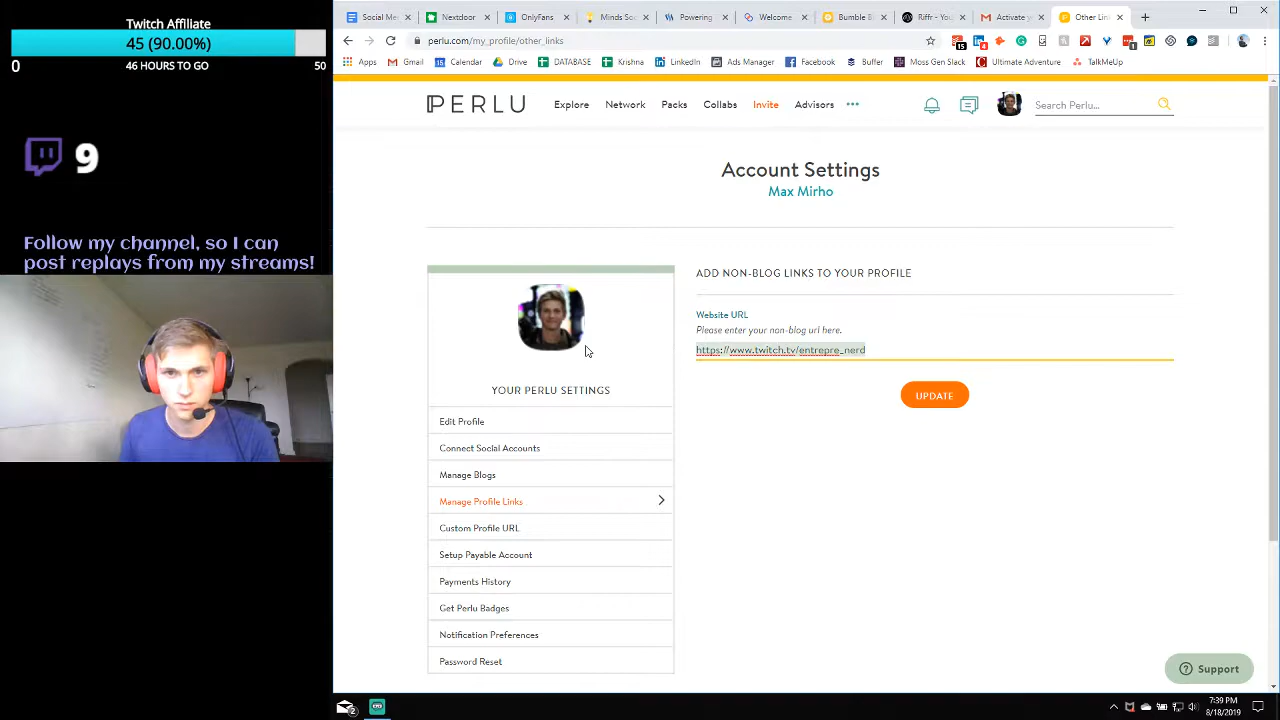 Twitch Affiliate
45 (90.00%)
0
46 HOURS TO GO
50
9
Follow my channel, so I can
post replays from my streams!
Social Me
Nextdoor
OnlyFans
Minds So
Powering
Welcome
Bumble B
Riffr - Yo
Activate y
Other Lin
perlu.com/my_profile/other_links
15
4
1
Apps
Gmail
Calendar
Drive
DATABASE
Krishna
LinkedIn
Ads Manager
Facebook
Buffer
Moss Gen Slack
Ultimate Adventure
TalkMeUp
PERLU
Explore
Network
Packs
Collabs
Invite
Advisors
Search Perlu...
Account Settings
Max Mirho
YOUR PERLU SETTINGS
Edit Profile
Connect Social Accounts
Manage Blogs
Manage Profile Links
Custom Profile URL
Setup Payable Account
Payments History
Get Perlu Badges
Notification Preferences
Password Reset
ADD NON-BLOG LINKS TO YOUR PROFILE
Website URL
Please enter your non-blog url here.
https://www.twitch.tv/entrepre_nerd
UPDATE
Support
2
7:39 PM
8/18/2019